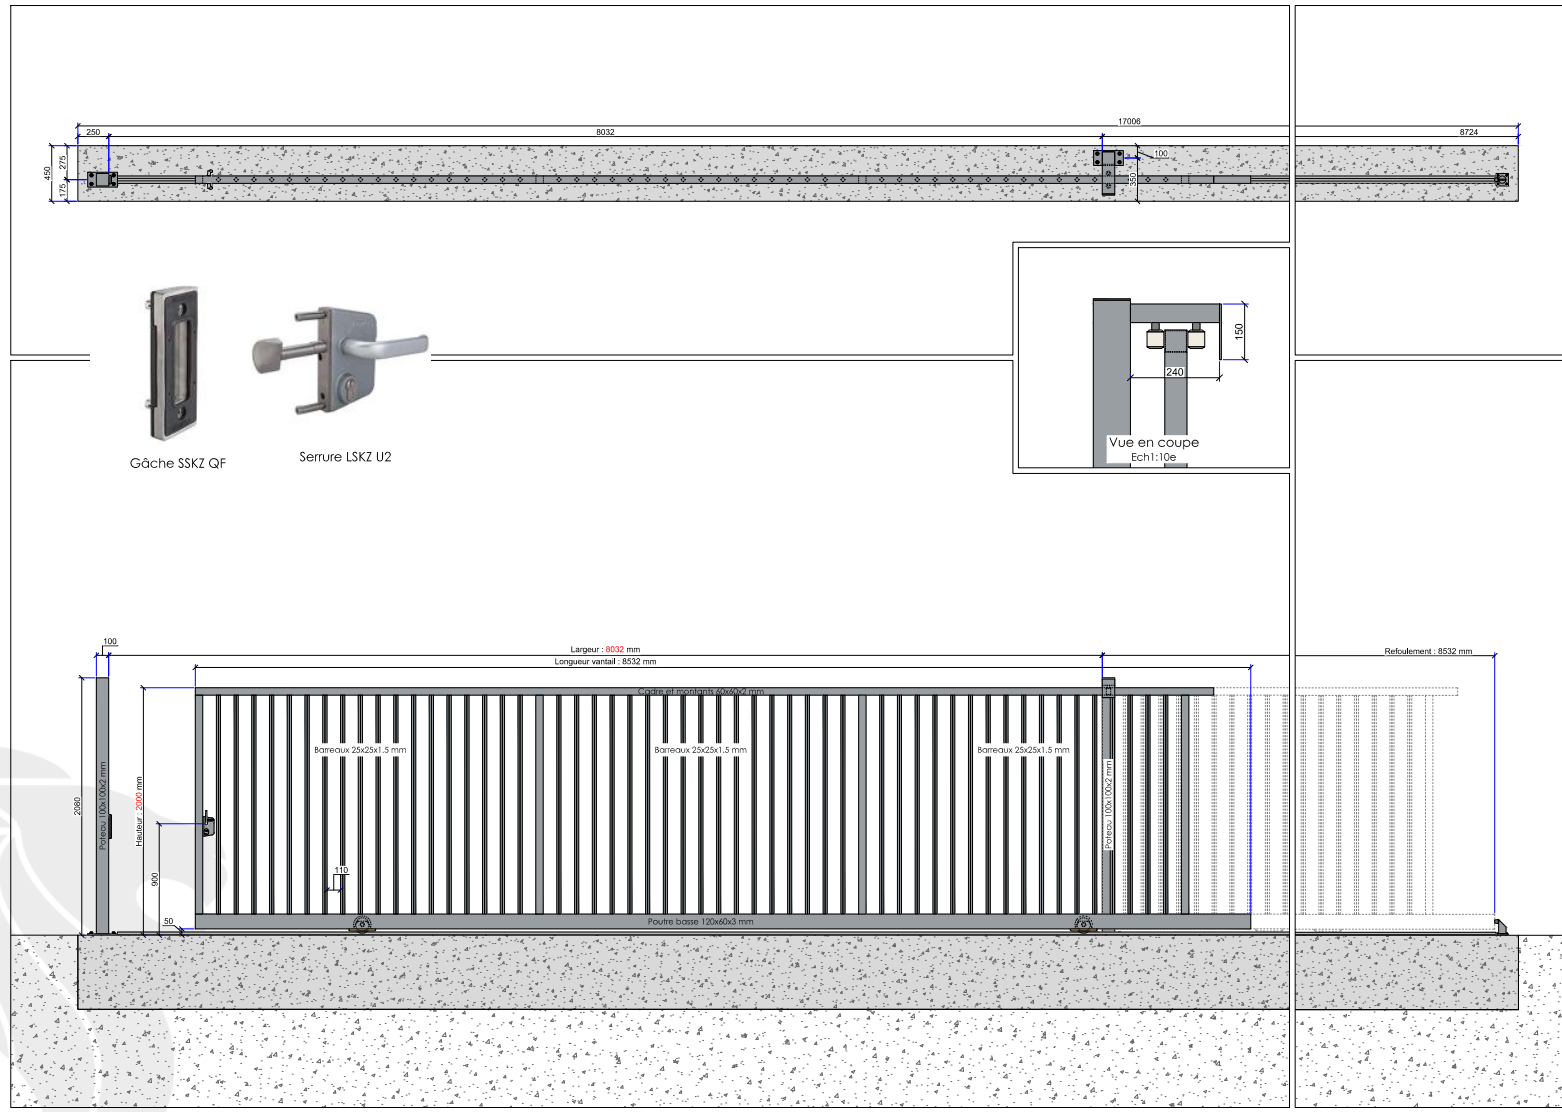 17006
250
8032
8724
450
275
175
100
350
150
240
Vue en coupe
Ech1:10e
Gâche SSKZ QF
Serrure LSKZ U2
100
Largeur : 8032 mm
Longueur vantail : 8532 mm
Refoulement : 8532 mm
Cadre et montants 60x60x2 mm
Barreaux 25x25x1.5 mm
Barreaux 25x25x1.5 mm
Barreaux 25x25x1.5 mm
2080
Poteau 100x100x2 mm
Hauteur : 2000 mm
Poteau 100x100x2 mm
900
110
50
Poutre basse 120x60x3 mm